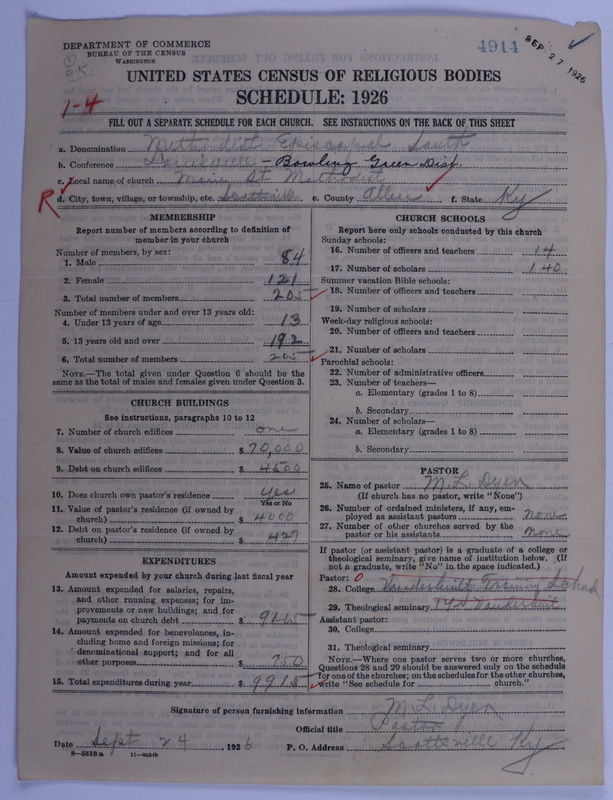 DEPARTMENT OF COMMERCE
BUREAU OF THE CENSUS
WASHINGTON
4914
SEP 27 1926
1-4
UNITED STATES CENSUS OF RELIGIOUS BODIES
SCHEDULE: 1926
FILL OUT A SEPARATE SCHEDULE FOR EACH CHURCH. SEE INSTRUCTIONS ON THE BACK OF THIS SHEET
a. Denomination Methodist Episcopal South
b. Conference Louisville - Bowling Green Dist.
c. Local name of church Main St Methodist
R
d. City, town, village, or township, etc. Scottsville e. County Allen f. State Ky
MEMBERSHIP
Report number of members according to definition of member in your church
Number of members, by sex:
1. Male 84
2. Female 121
3. Total number of members 205
Number of members under and over 13 years old:
4. Under 13 years of age 13
5. 13 years old and over 192
6. Total number of members 205
NOTE.—The total given under Question 6 should be the
same as the total of males and females given under Question 3.
CHURCH BUILDINGS
See instructions, paragraphs 10 to 12
7. Number of church edifices one
8. Value of church edifices $ 70,000
9. Debt on church edifices $ 4500
10. Does church own pastor's residence yes
Yes or No
11. Value of pastor's residence (if owned by
church) $ 4000
12. Debt on pastor's residence (if owned by
church) $ 427
EXPENDITURES
Amount expended by your church during last fiscal year
13. Amount expended for salaries, repairs,
and other running expenses; for im-
provements or new buildings; and for
payments on church debt $ 9165
14. Amount expended for benevolences, in-
cluding home and foreign missions; for
denominational support; and for all
other purposes $ 750
15. Total expenditures during year $ 9915
CHURCH SCHOOLS
Report here only schools conducted by this church
Sunday schools:
16. Number of officers and teachers 14
17. Number of scholars 140
Summer vacation Bible schools:
18. Number of officers and teachers
19. Number of scholars
Week-day religious schools:
20. Number of officers and teachers
21. Number of scholars
Parochial schools:
22. Number of administrative officers
23. Number of teachers—
a. Elementary (grades 1 to 8)
b. Secondary
24. Number of scholars—
a. Elementary (grades 1 to 8)
b. Secondary
PASTOR
25. Name of pastor M. L. Dyer
(If church has no pastor, write "None")
26. Number of ordained ministers, if any, em-
ployed as assistant pastors none
27. Number of other churches served by the
pastor or his assistants none
If pastor (or assistant pastor) is a graduate of a college or
theological seminary, give name of institution below. (If
not a graduate, write "No" in the space indicated.)
Pastor: 0
28. College Vanderbuilt Training School
29. Theological seminary Vanderbuilt
Assistant pastor:
30. College
31. Theological seminary
NOTE.—Where one pastor serves two or more churches,
Questions 28 and 29 should be answered only on the schedule
for one of the churches; on the schedules for the other churches,
write "See schedule for church."
Signature of person furnishing information M. L. Dyer
Official title Pastor
Date Sept 24, 1926 P. O. Address Scottsville Ky
8-5518a